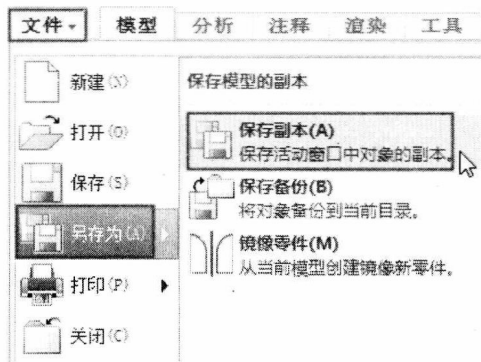 文件 模型 分析 注释 渲染 工具
新建(N)
打开(O)
保存(S)
另存为(A)
打印(P)
关闭(C)
保存模型的副本
保存副本(A)
保存活动窗口中对象的副本。
保存备份(B)
将对象备份到当前目录。
镜像零件(M)
从当前模型创建镜像新零件。